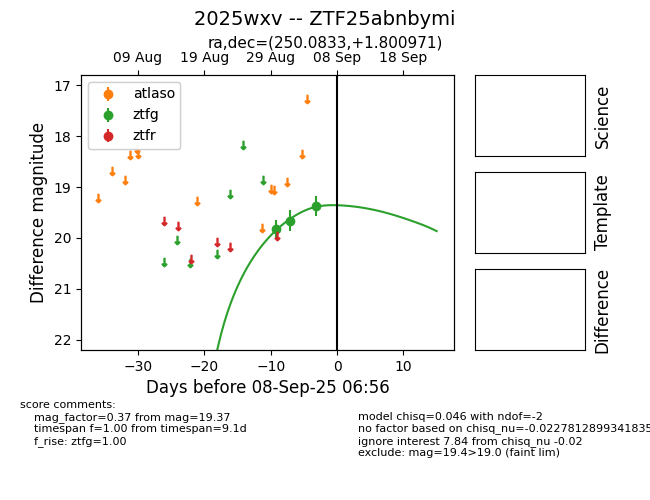 2025wxv -- ZTF25abnbymi
ra,dec=(250.0833,+1.800971)
09 Aug 19 Aug 29 Aug 08 Sep 18 Sep
atlaso
ztfg
ztfr
17
18
19
20
21
22
Difference magnitude
−30 −20 −10 0 10
Days before 08-Sep-25 06:56
Science
Template
Difference
score comments:
mag_factor=0.37 from mag=19.37
timespan f=1.00 from timespan=9.1d
f_rise: ztfg=1.00
model chisq=0.046 with ndof=-2
no factor based on chisq_nu=-0.0227812899341835
ignore interest 7.84 from chisq_nu -0.02
exclude: mag=19.4>19.0 (faint lim)